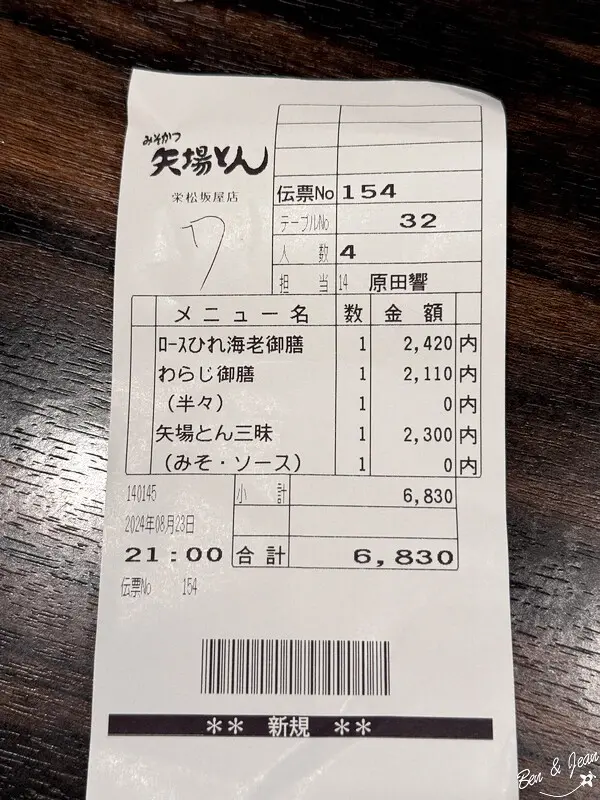 みそかつ
矢場とん
栄松坂屋店
ワ
伝票No 154
テーブルNo 32
人数 4
担当 14 原田響
メニュー名 数 金額
ロースひれ海老御膳 1 2,420 内
わらじ御膳 1 2,110 内
(半々) 1 0 内
矢場とん三昧 1 2,300 内
(みそ・ソース) 1 0 内
140145 小計 6,830
2024年08月23日
21:00 合計 6,830
伝票No 154
** 新規 **
Ben & Jean